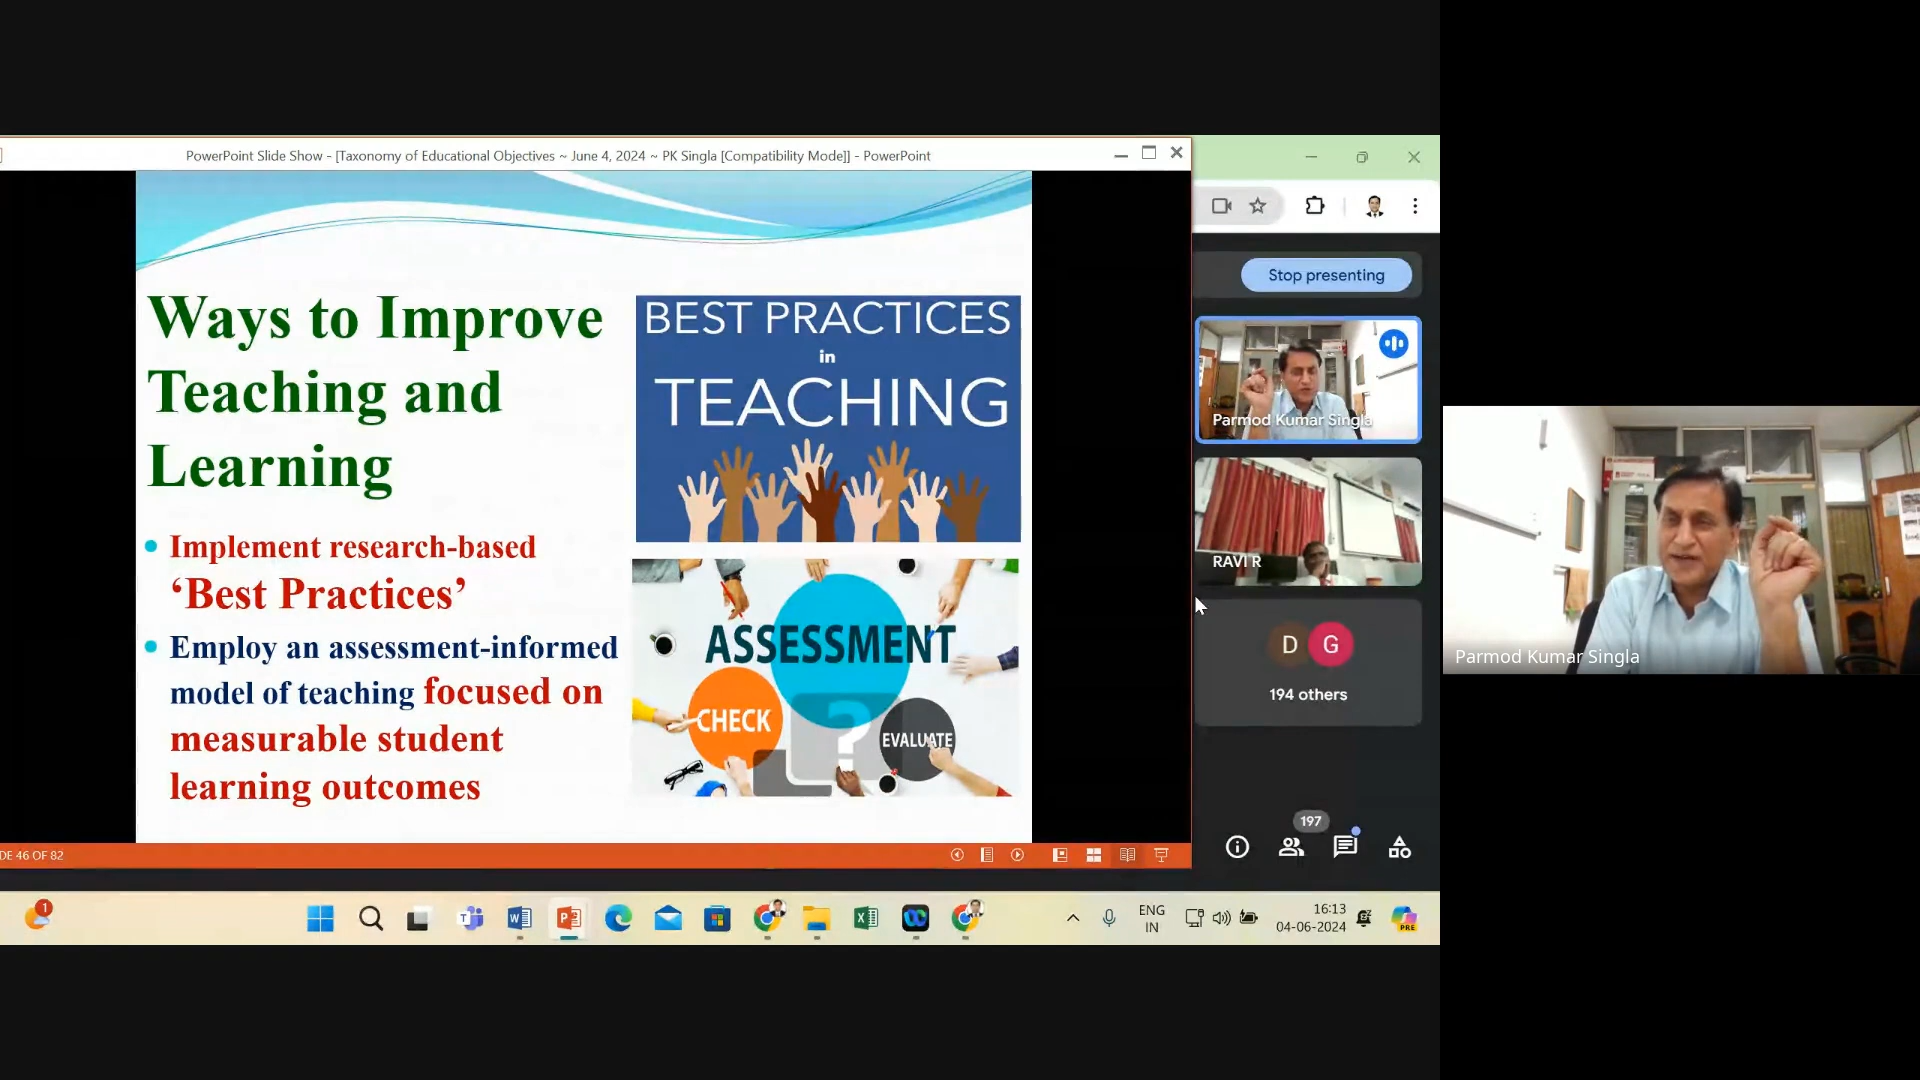 PowerPoint Slide Show - [Taxonomy of Educational Objectives ~ June 4, 2024 ~ PK Singla [Compatibility Mode]] - PowerPoint
Ways to Improve
Teaching and
Learning
Implement research-based
‘Best Practices’
Employ an assessment-informed
model of teaching focused on
measurable student
learning outcomes
BEST PRACTICES
in
TEACHING
ASSESSMENT
CHECK
?
EVALUATE
Stop presenting
Parmod Kumar Singla
RAVI R
D G
194 others
197
Parmod Kumar Singla
DE 46 OF 82
1
ENG
IN
16:13
04-06-2024
PRE